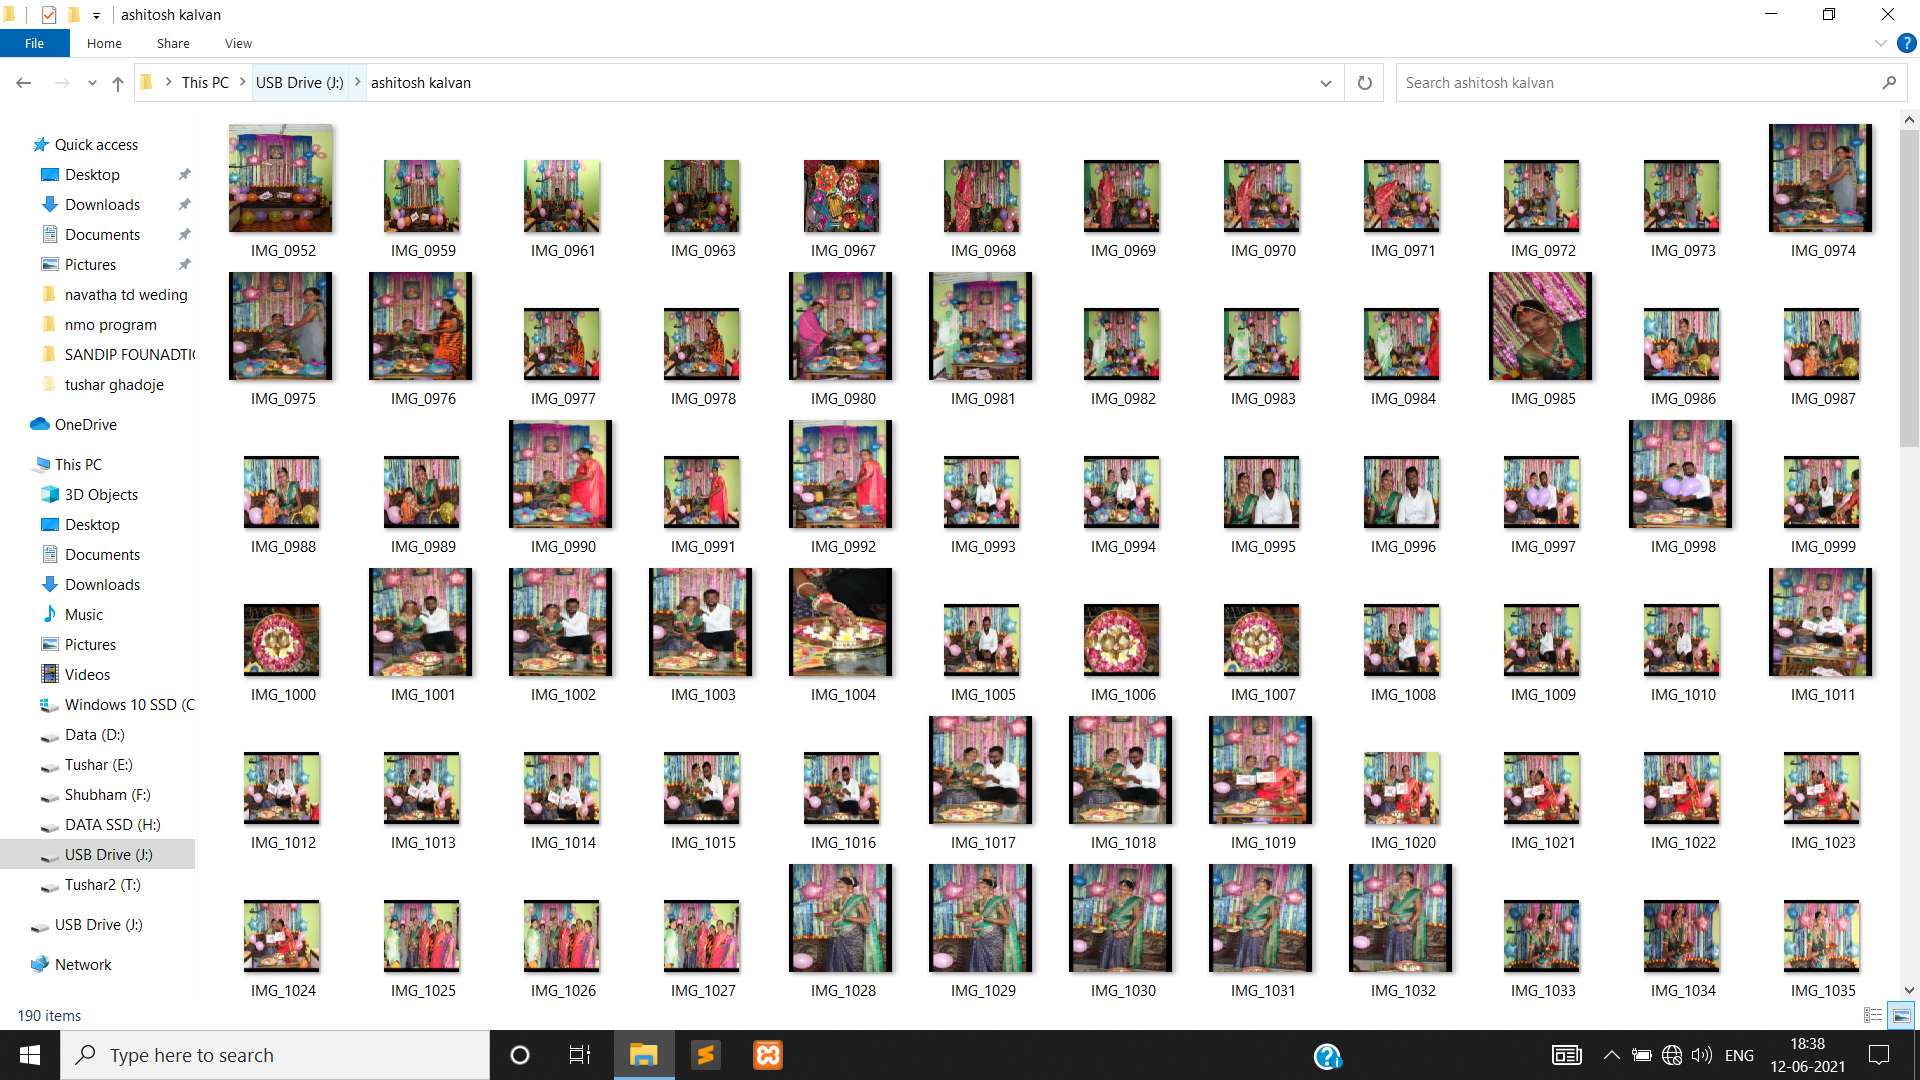 ashitosh kalvan
File Home Share View
This PC USB Drive (J:) ashitosh kalvan Search ashitosh kalvan
Quick access
Desktop
Downloads
Documents
Pictures
navatha td weding
nmo program
SANDIP FOUNADTI
tushar ghadoje
OneDrive
This PC
3D Objects
Desktop
Documents
Downloads
Music
Pictures
Videos
Windows 10 SSD (C
Data (D:)
Tushar (E:)
Shubham (F:)
DATA SSD (H:)
USB Drive (J:)
Tushar2 (T:)
USB Drive (J:)
Network
IMG_0952 IMG_0959 IMG_0961 IMG_0963 IMG_0967 IMG_0968 IMG_0969 IMG_0970 IMG_0971 IMG_0972 IMG_0973 IMG_0974
IMG_0975 IMG_0976 IMG_0977 IMG_0978 IMG_0980 IMG_0981 IMG_0982 IMG_0983 IMG_0984 IMG_0985 IMG_0986 IMG_0987
IMG_0988 IMG_0989 IMG_0990 IMG_0991 IMG_0992 IMG_0993 IMG_0994 IMG_0995 IMG_0996 IMG_0997 IMG_0998 IMG_0999
IMG_1000 IMG_1001 IMG_1002 IMG_1003 IMG_1004 IMG_1005 IMG_1006 IMG_1007 IMG_1008 IMG_1009 IMG_1010 IMG_1011
IMG_1012 IMG_1013 IMG_1014 IMG_1015 IMG_1016 IMG_1017 IMG_1018 IMG_1019 IMG_1020 IMG_1021 IMG_1022 IMG_1023
IMG_1024 IMG_1025 IMG_1026 IMG_1027 IMG_1028 IMG_1029 IMG_1030 IMG_1031 IMG_1032 IMG_1033 IMG_1034 IMG_1035
190 items
Type here to search
ENG
18:38
12-06-2021